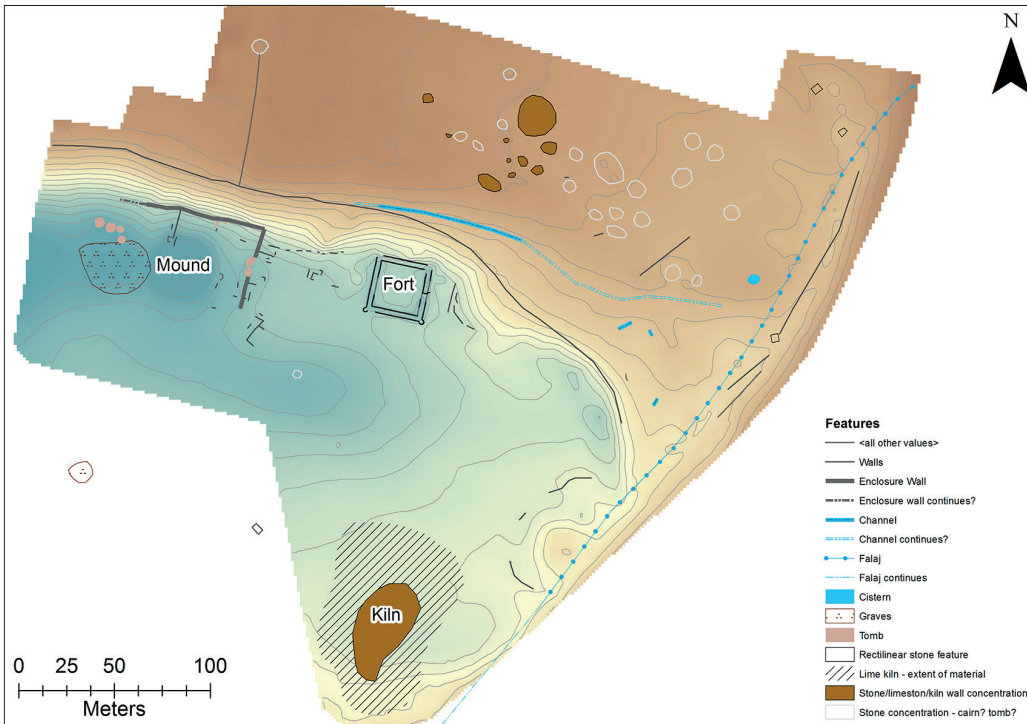 N
Mound
Fort
Kiln
0 25 50 100
Meters
Features
<all other values>
Walls
Enclosure Wall
Enclosure wall continues?
Channel
Channel continues?
Falaj
Falaj continues
Cistern
Graves
Tomb
Rectilinear stone feature
Lime kiln - extent of material
Stone/limeston/kiln wall concentration
Stone concentration - cairn? tomb?